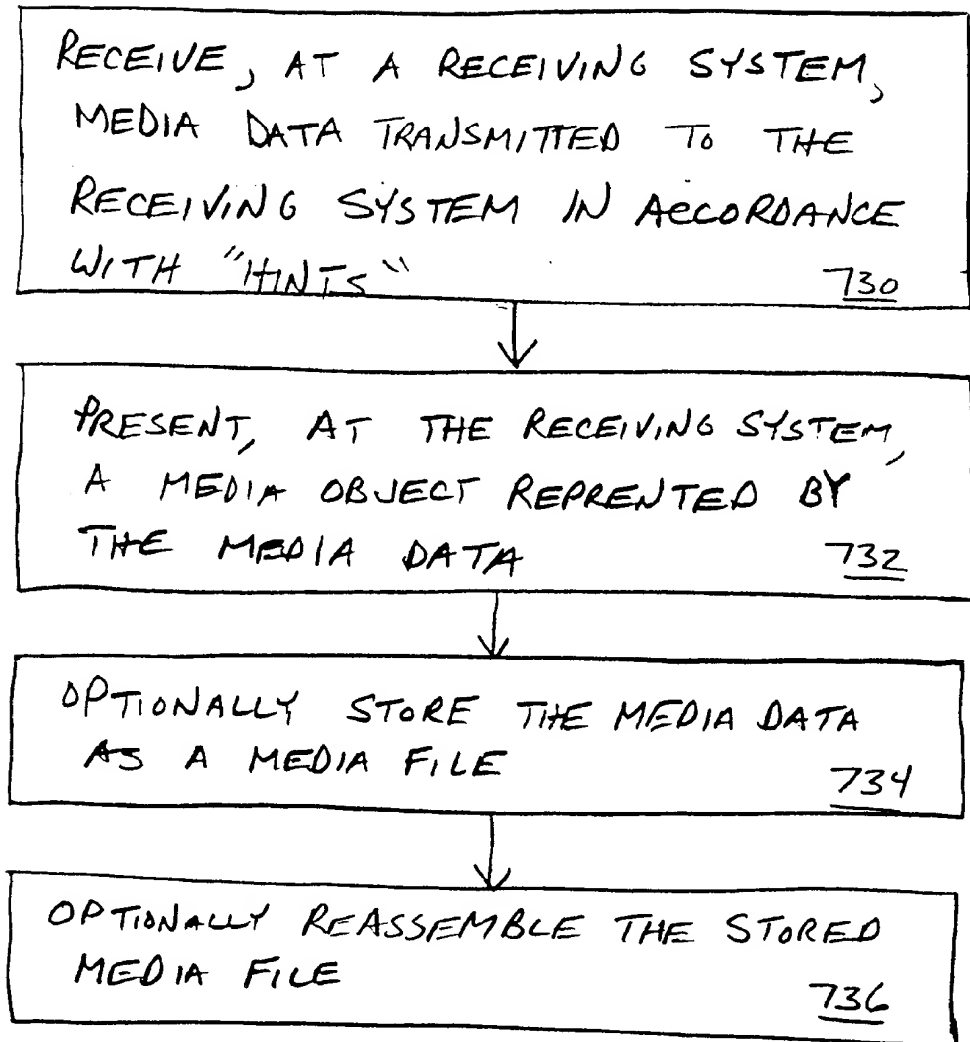 RECEIVE, AT A RECEIVING SYSTEM,
MEDIA DATA TRANSMITTED TO THE
RECEIVING SYSTEM IN ACCORDANCE
WITH "HINTS"
730
PRESENT, AT THE RECEIVING SYSTEM,
A MEDIA OBJECT REPRENTED BY
THE MEDIA DATA
732
OPTIONALLY STORE THE MEDIA DATA
AS A MEDIA FILE
734
OPTIONALLY REASSEMBLE THE STORED
MEDIA FILE
736